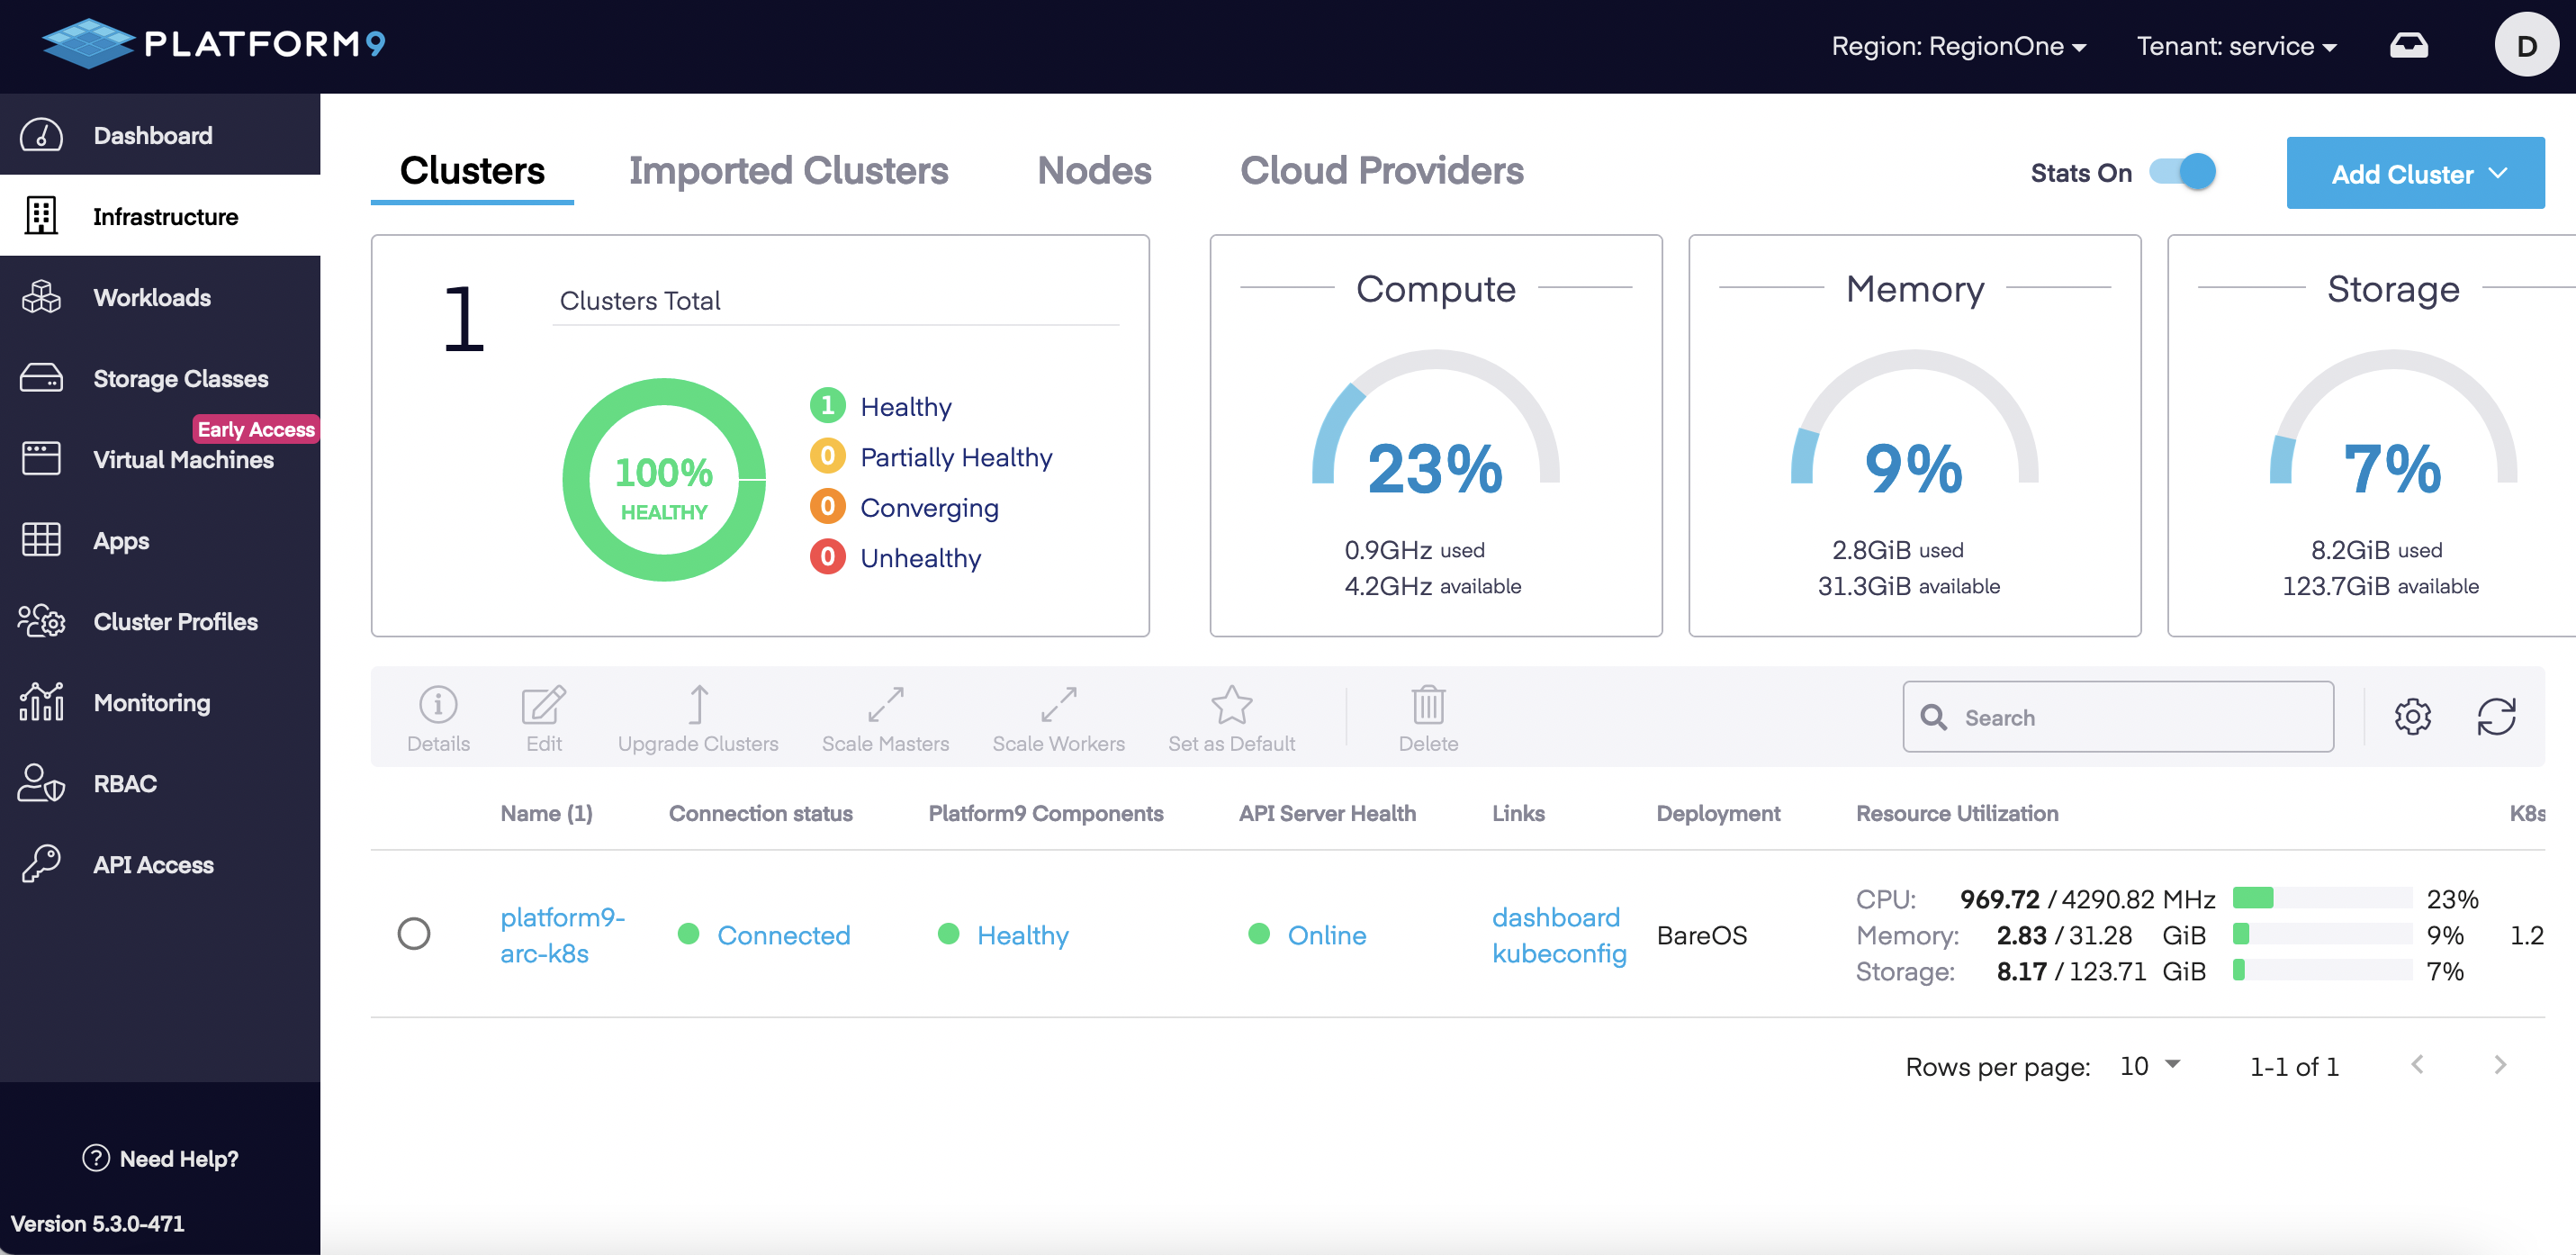 PLATFORM9
Region: RegionOne
Tenant: service
D
Dashboard
Infrastructure
Workloads
Storage Classes
Early Access
Virtual Machines
Apps
Cluster Profiles
Monitoring
RBAC
API Access
Need Help?
Version 5.3.0-471
Clusters
Imported Clusters
Nodes
Cloud Providers
Stats On
Add Cluster
1
Clusters Total
100%
HEALTHY
1 Healthy
0 Partially Healthy
0 Converging
0 Unhealthy
Compute
23%
0.9GHz used
4.2GHz available
Memory
9%
2.8GiB used
31.3GiB available
Storage
7%
8.2GiB used
123.7GiB available
Details
Edit
Upgrade Clusters
Scale Masters
Scale Workers
Set as Default
Delete
Search
Name (1)
Connection status
Platform9 Components
API Server Health
Links
Deployment
Resource Utilization
K8s
platform9-
arc-k8s
Connected
Healthy
Online
dashboard
kubeconfig
BareOS
CPU: 969.72 / 4290.82 MHz 23%
Memory: 2.83 / 31.28 GiB 9%
Storage: 8.17 / 123.71 GiB 7%
1.2
Rows per page: 10
1-1 of 1